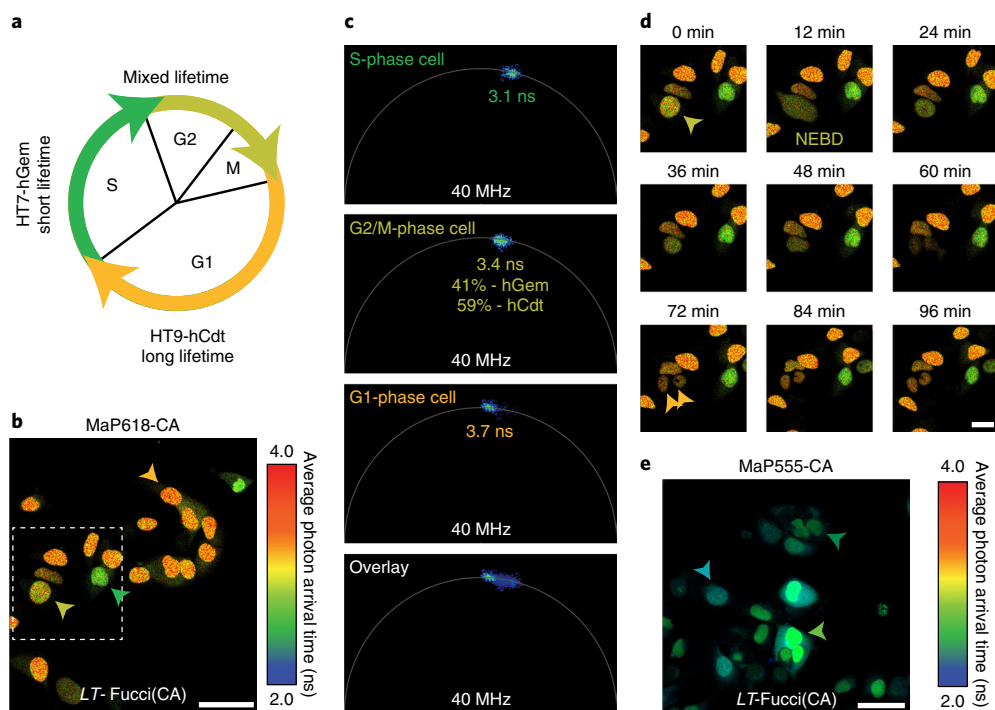 a
Mixed lifetime
G2
M
S
G1
HT7-hGem
short lifetime
HT9-hCdt
long lifetime
b
MaP618-CA
LT- Fucci(CA)
4.0
Average photon arrival time (ns)
2.0
c
S-phase cell
3.1 ns
40 MHz
G2/M-phase cell
3.4 ns
41% - hGem
59% - hCdt
40 MHz
G1-phase cell
3.7 ns
40 MHz
Overlay
40 MHz
d
0 min
12 min
24 min
NEBD
36 min
48 min
60 min
72 min
84 min
96 min
e
MaP555-CA
LT-Fucci(CA)
4.0
Average photon arrival time (ns)
2.0